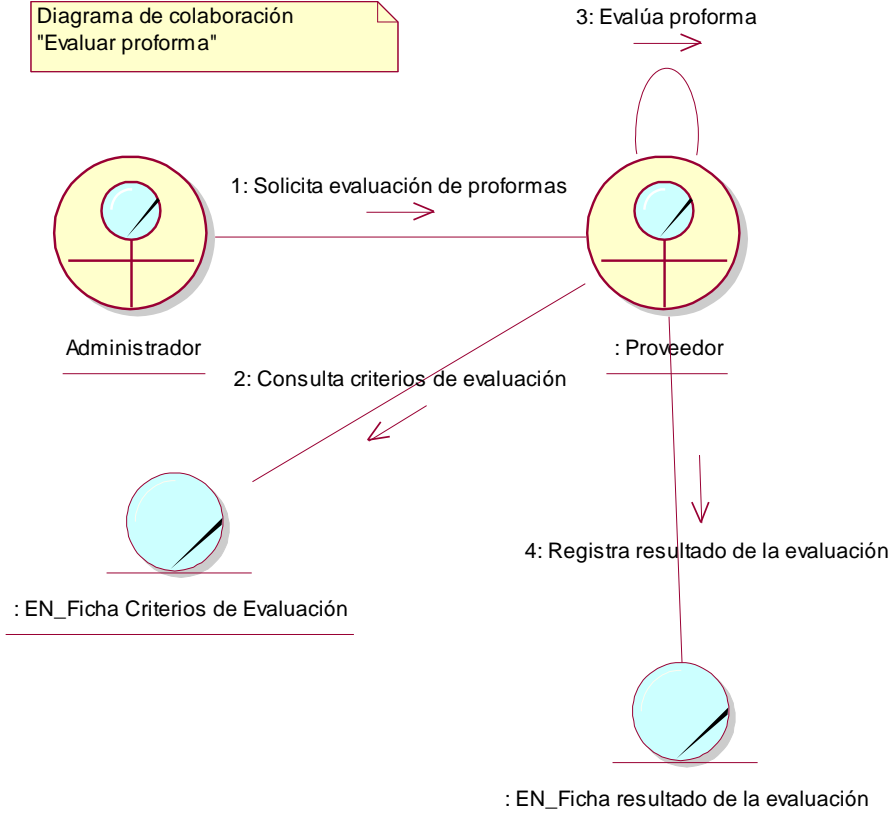 Diagrama de colaboración
"Evaluar proforma"
3: Evalúa proforma
1: Solicita evaluación de proformas
Administrador
: Proveedor
2: Consulta criterios de evaluación
4: Registra resultado de la evaluación
: EN_Ficha Criterios de Evaluación
: EN_Ficha resultado de la evaluación